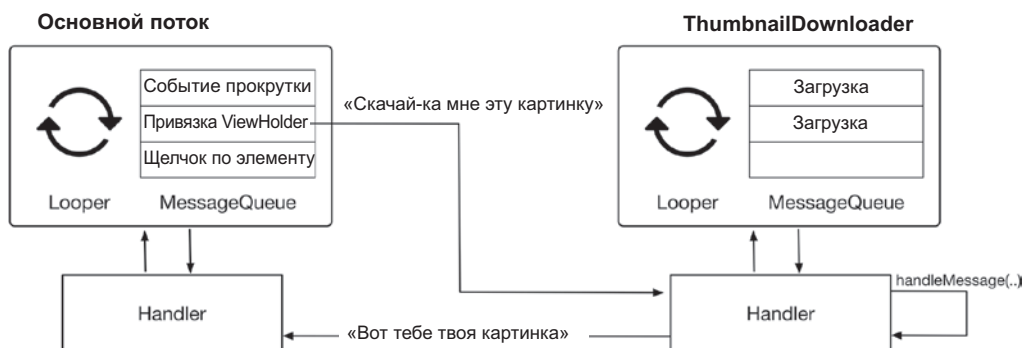 Основной поток
ThumbnailDownloader
Событие прокрутки
Привязка ViewHolder
Щелчок по элементу
Looper
MessageQueue
«Скачай-ка мне эту картинку»
Загрузка
Загрузка
Looper
MessageQueue
Handler
«Вот тебе твоя картинка»
Handler
handleMessage(..)